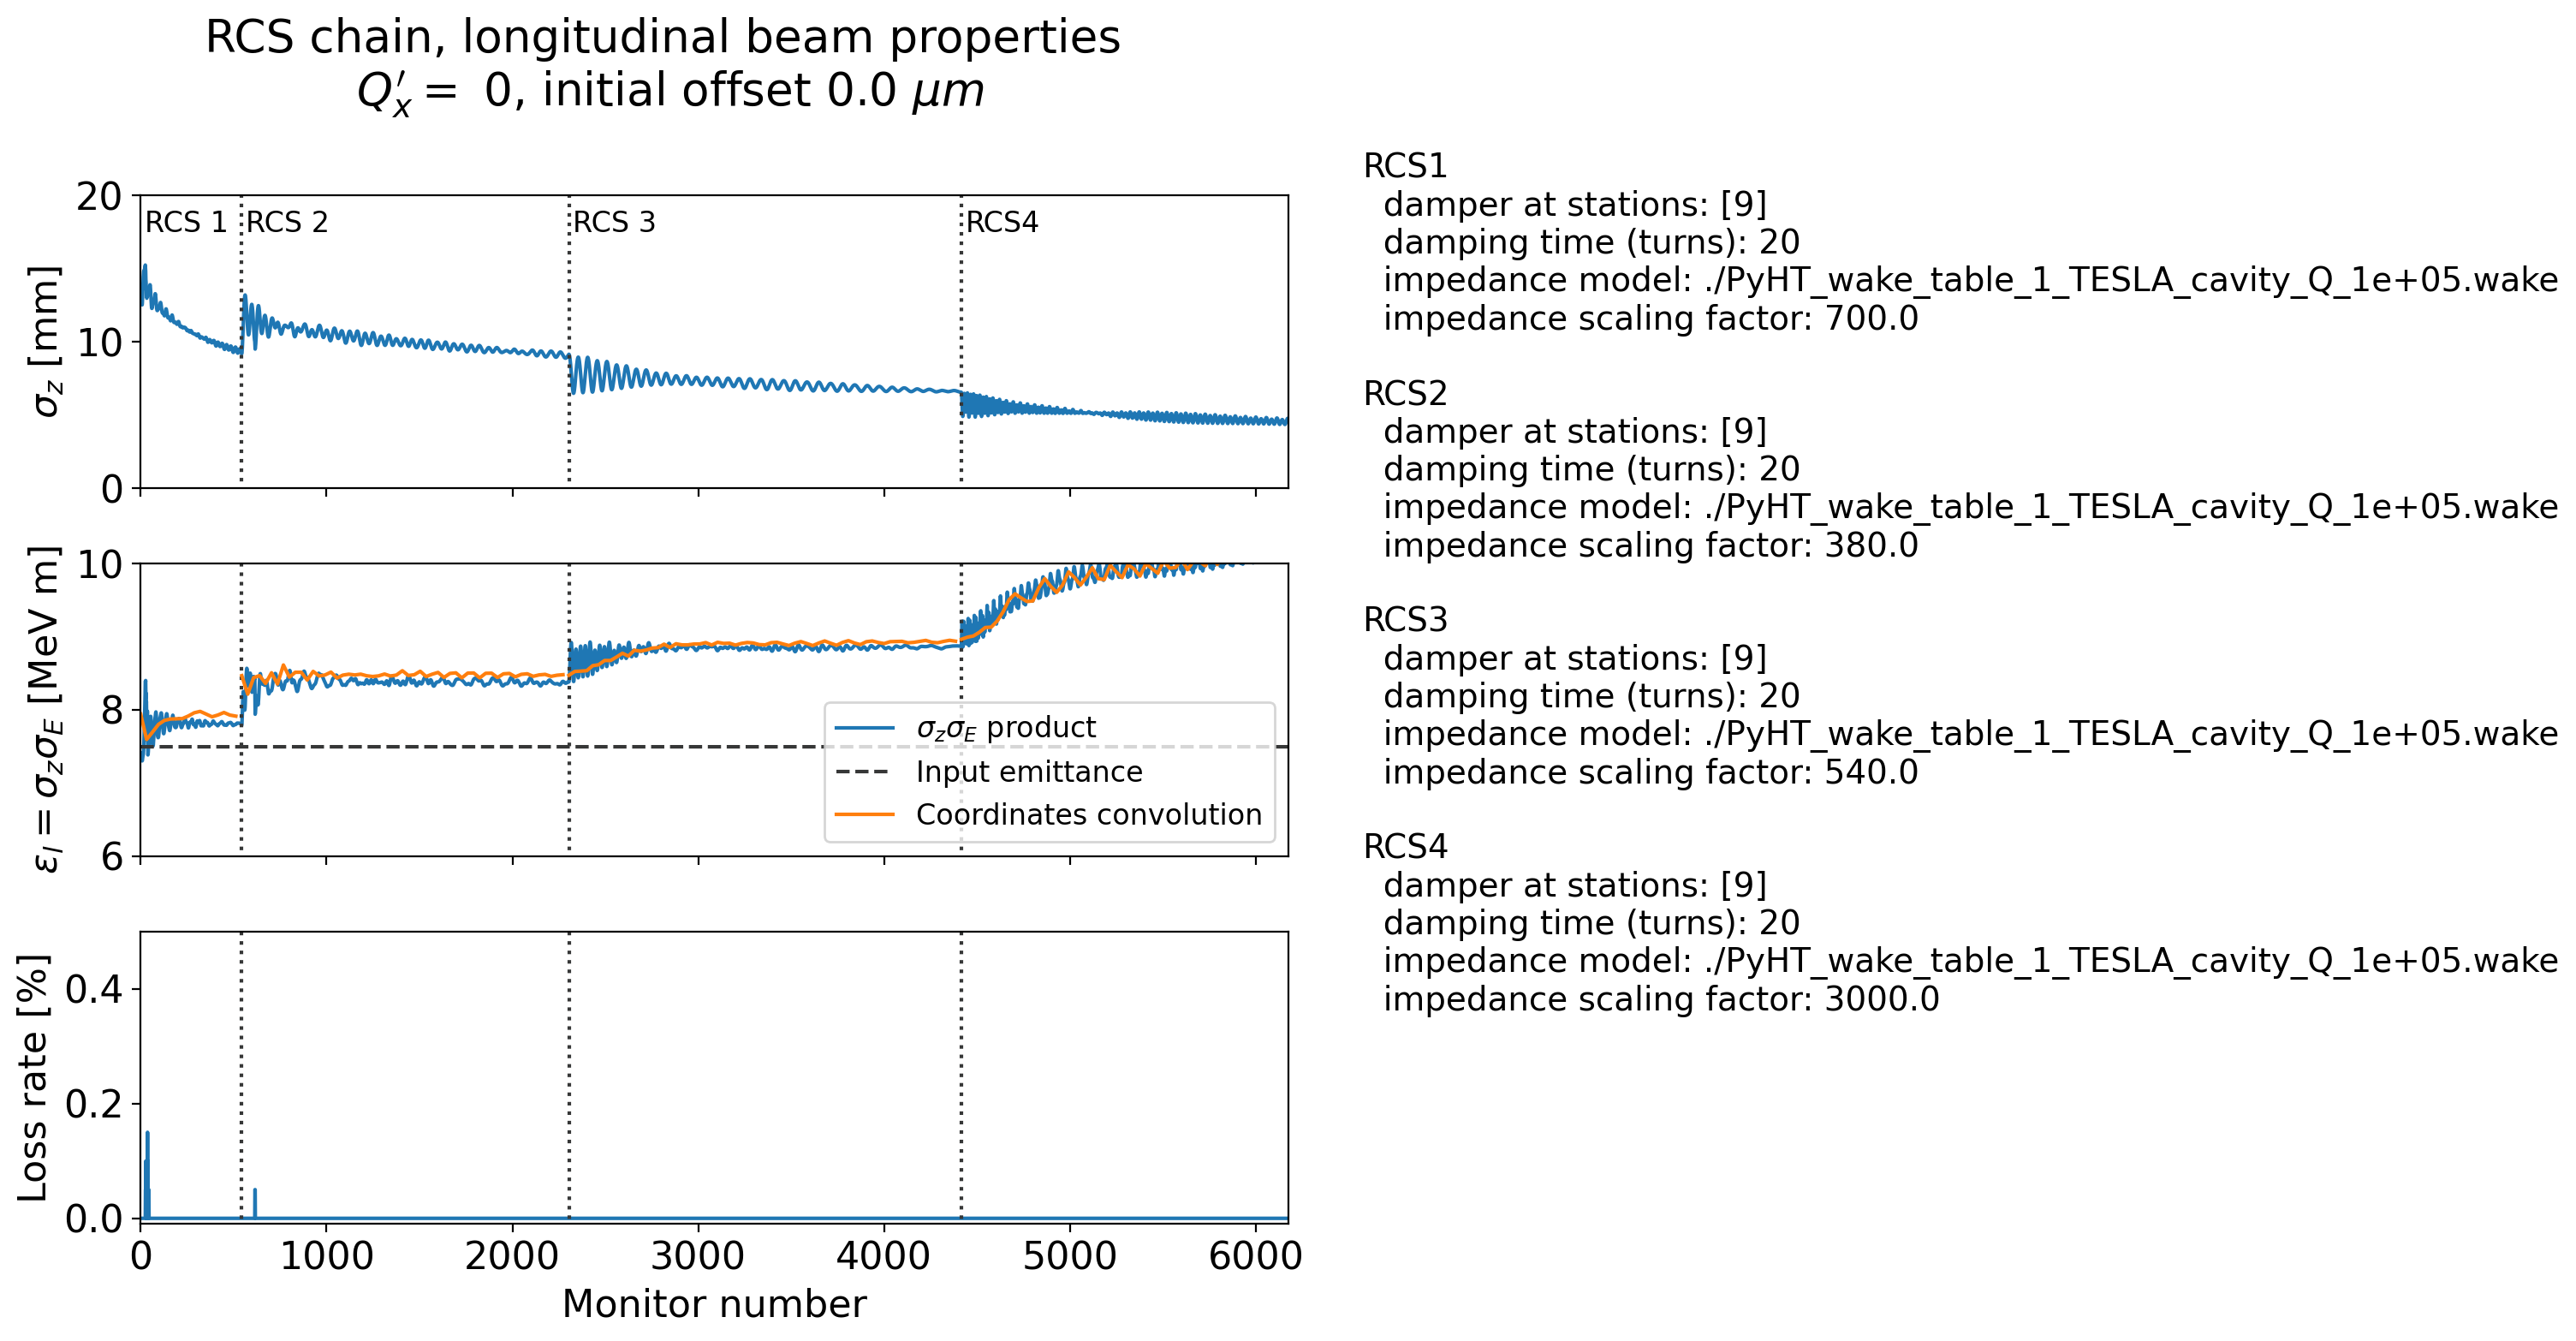 RCS chain, longitudinal beam properties
Q′x = 0, initial offset 0.0 μm
20
10
0
σz [mm]
RCS 1
RCS 2
RCS 3
RCS4
10
8
6
εl = σzσE [MeV m]
σzσE product
Input emittance
Coordinates convolution
0.4
0.2
0.0
Loss rate [%]
0 1000 2000 3000 4000 5000 6000
Monitor number
RCS1
damper at stations: [9]
damping time (turns): 20
impedance model: ./PyHT_wake_table_1_TESLA_cavity_Q_1e+05.wake
impedance scaling factor: 700.0
RCS2
damper at stations: [9]
damping time (turns): 20
impedance model: ./PyHT_wake_table_1_TESLA_cavity_Q_1e+05.wake
impedance scaling factor: 380.0
RCS3
damper at stations: [9]
damping time (turns): 20
impedance model: ./PyHT_wake_table_1_TESLA_cavity_Q_1e+05.wake
impedance scaling factor: 540.0
RCS4
damper at stations: [9]
damping time (turns): 20
impedance model: ./PyHT_wake_table_1_TESLA_cavity_Q_1e+05.wake
impedance scaling factor: 3000.0